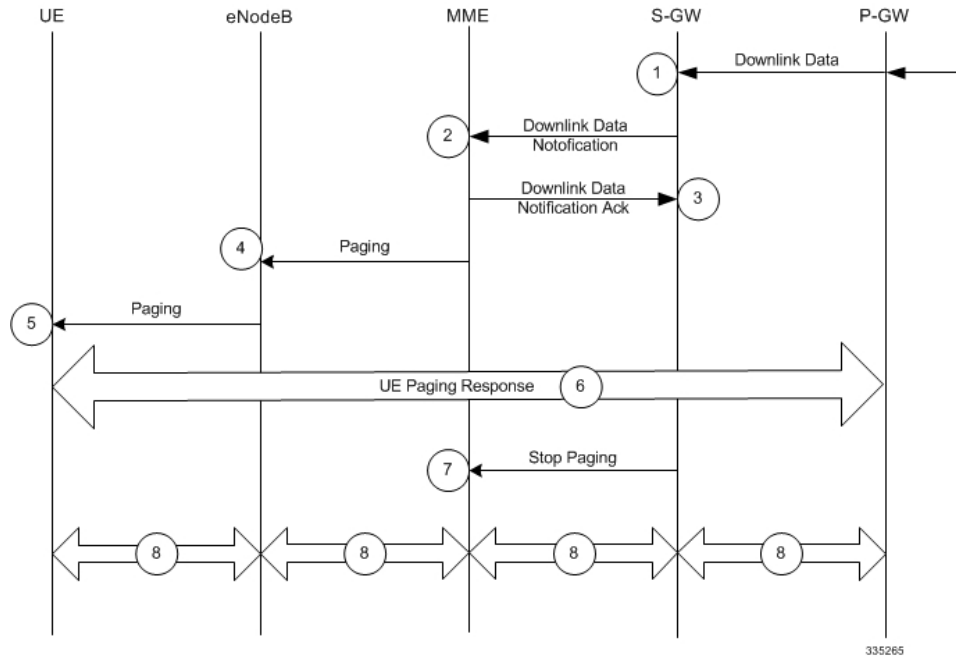 UE eNodeB MME S-GW P-GW
1 Downlink Data
2 Downlink Data
Notofication
Downlink Data
Notification Ack 3
4 Paging
5 Paging
UE Paging Response 6
7 Stop Paging
8 8 8 8
335265